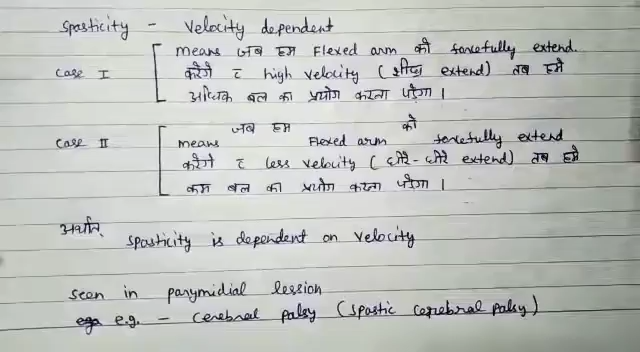 Spasticity - Velocity dependent
Case I
means जब हम Flexed arm को forcefully extend.
करेंगे c̅ high velocity (शीघ्र extend) तब हमे
अधिक बल का प्रयोग करना पड़ेगा।
Case II
means जब हम Flexed arm को forcefully extend
करेंगे c̅ less velocity (धीरे-धीरे extend) तब हमे
कम बल का प्रयोग करना पड़ेगा।
अर्थात्
Spasticity is dependent on velocity
seen in parymidial lession
e.g. - cerebral palsy (spastic cerebral palsy)